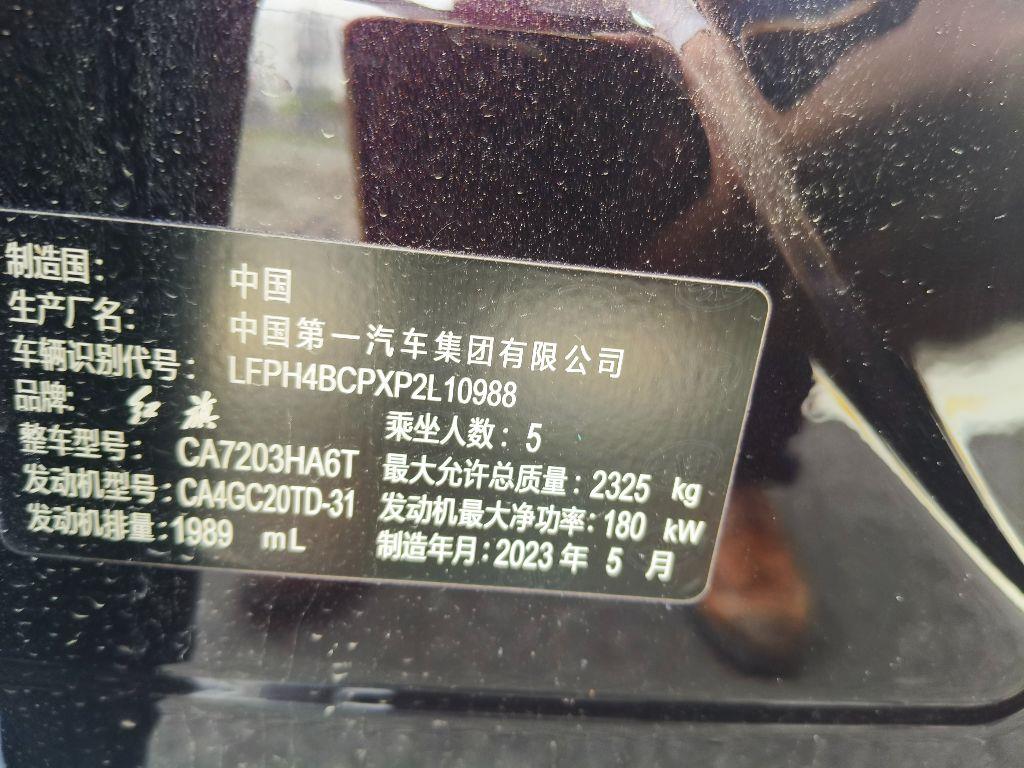 制造国： 中国
生产厂名： 中国第一汽车集团有限公司
车辆识别代号： LFPH4BCPXP2L10988
品牌: 红旗 乘坐人数： 5
整车型号： CA7203HA6T 最大允许总质量：2325 kg
发动机型号：CA4GC20TD-31 发动机最大净功率：180 kW
发动机排量：1989 mL 制造年月：2023 年 5 月